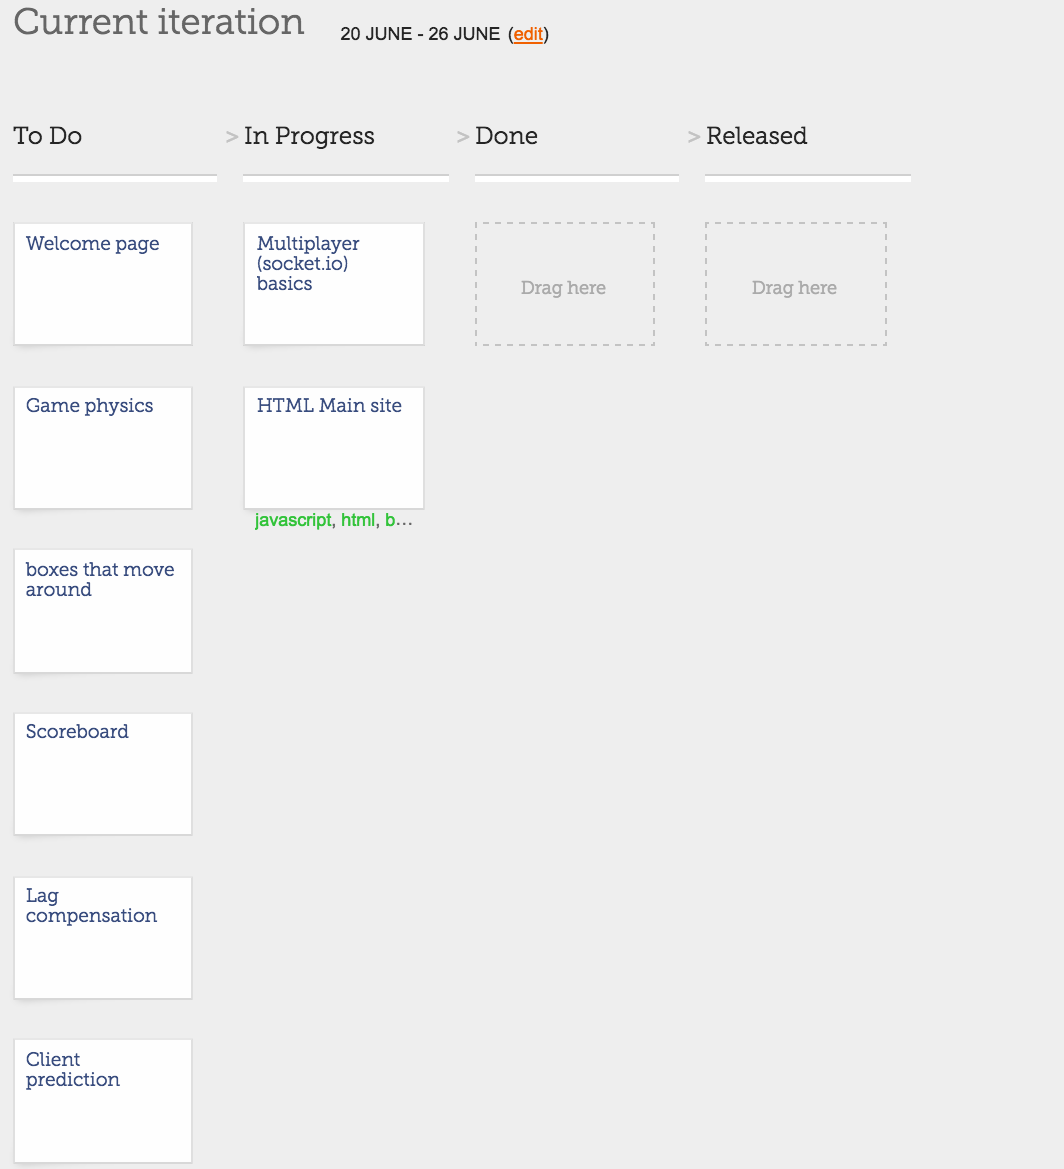 Current iteration
20 JUNE - 26 JUNE (edit)
To Do
> In Progress
> Done
> Released
Welcome page
Game physics
boxes that move
around
Scoreboard
Lag
compensation
Client
prediction
Multiplayer
(socket.io)
basics
HTML Main site
javascript, html, b...
Drag here
Drag here